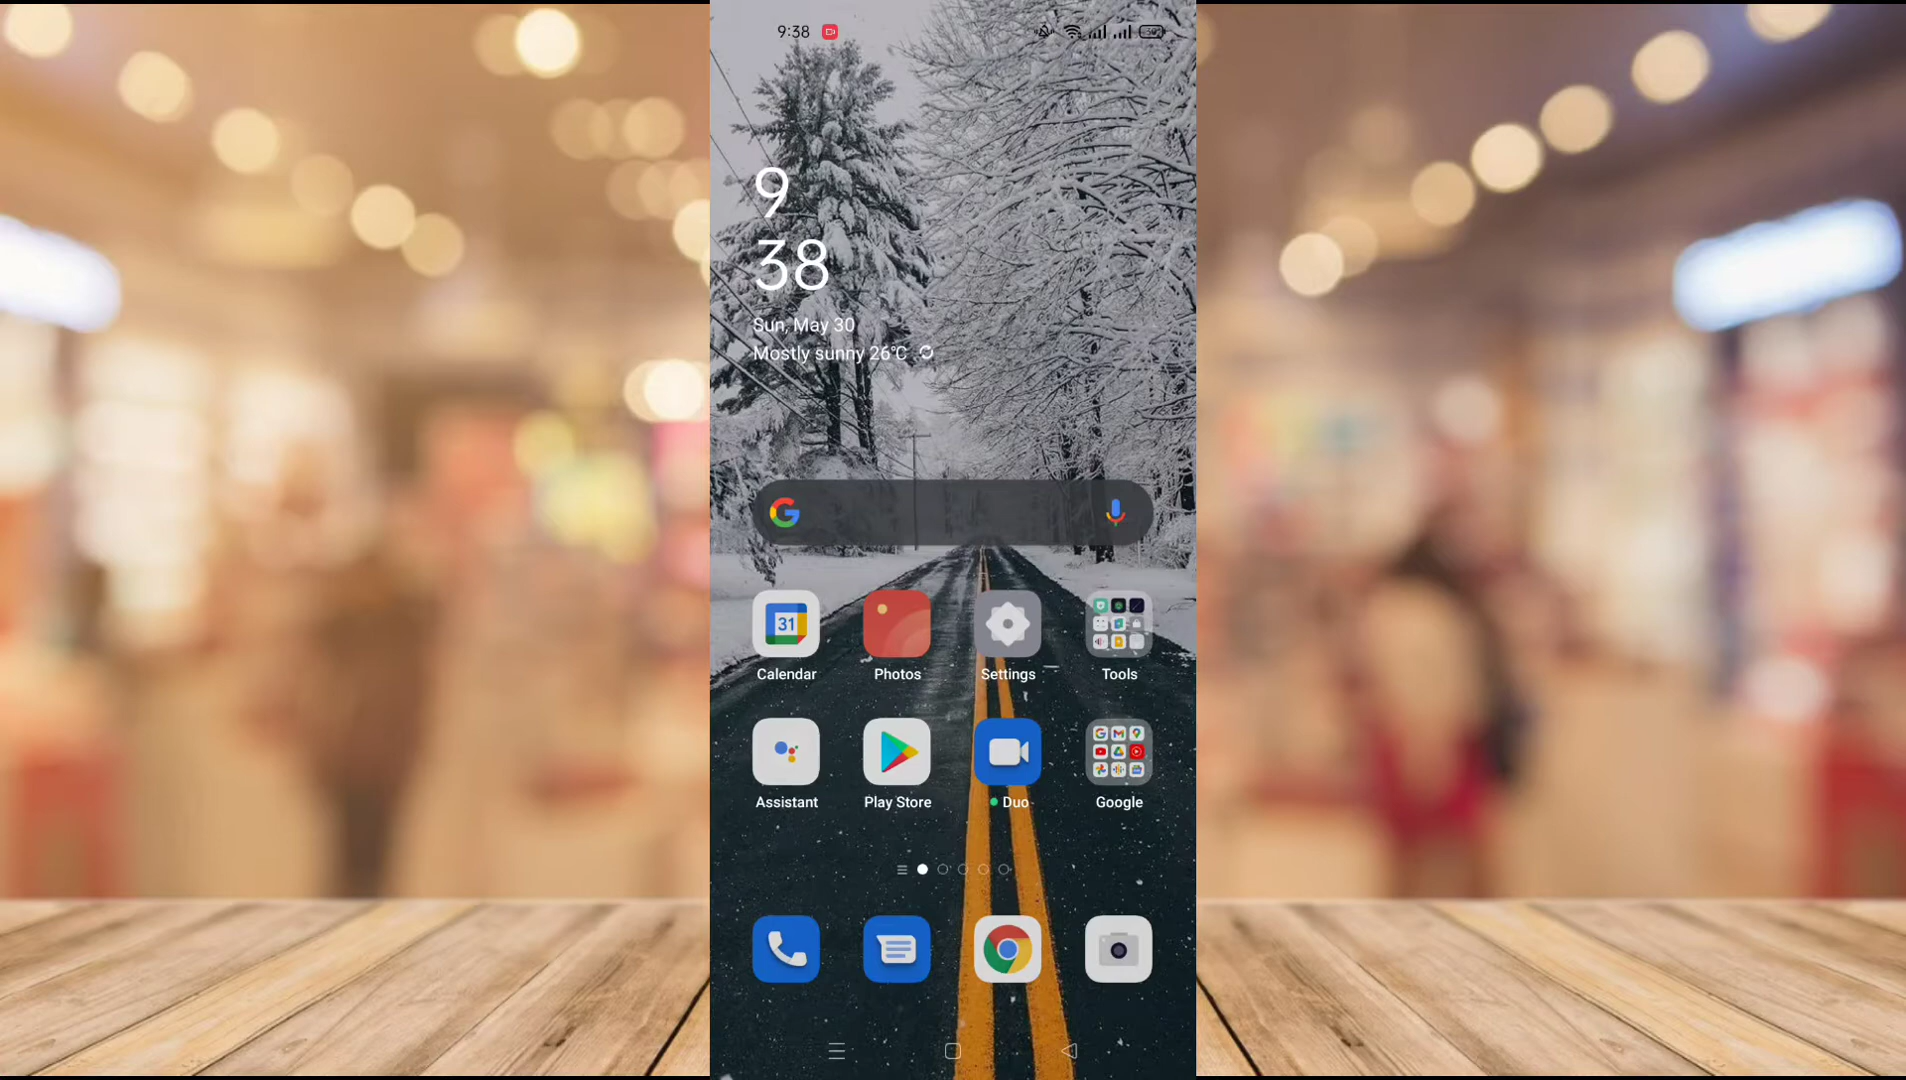 9:38
9
38
Sun, May 30
Mostly sunny 26°C
31
Calendar
Photos
Settings
Tools
Assistant
Play Store
Duo
Google